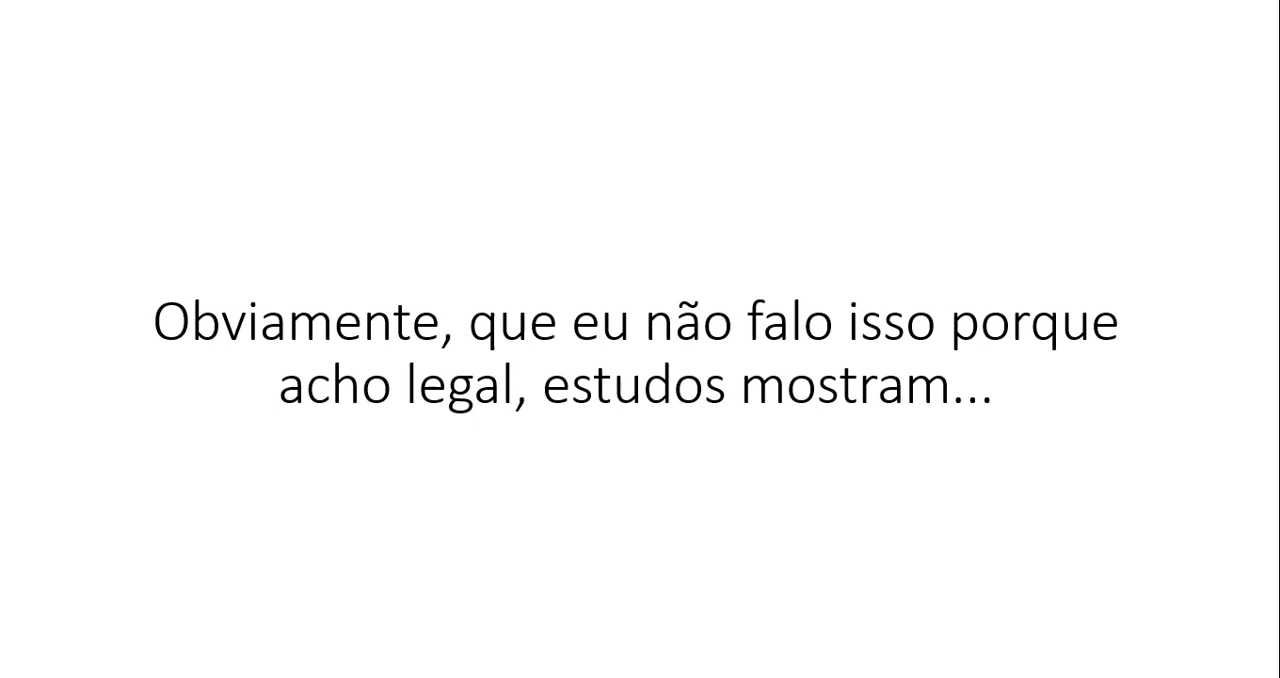 Obviamente, que eu não falo isso porque
acho legal, estudos mostram...